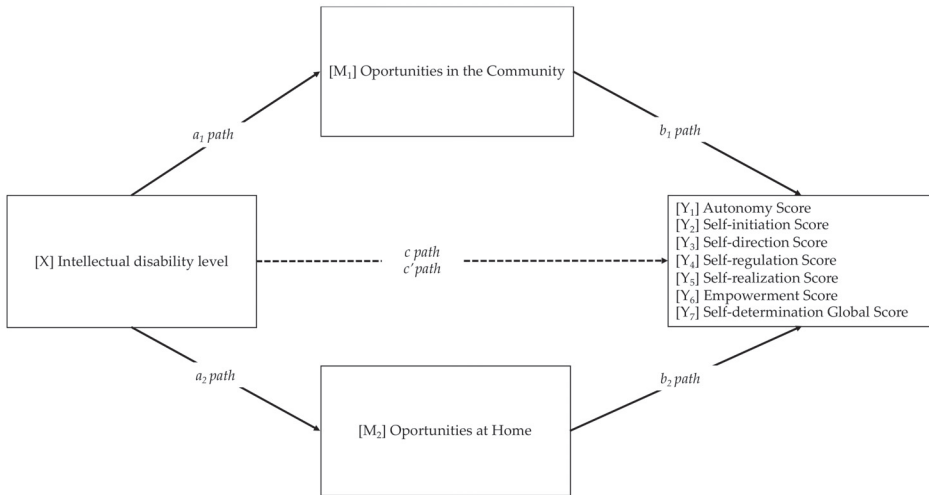 [M₁] Oportunities in the Community
a₁ path
b₁ path
[X] Intellectual disability level
c path
c' path
[Y₁] Autonomy Score
[Y₂] Self-initiation Score
[Y₃] Self-direction Score
[Y₄] Self-regulation Score
[Y₅] Self-realization Score
[Y₆] Empowerment Score
[Y₇] Self-determination Global Score
a₂ path
b₂ path
[M₂] Oportunities at Home